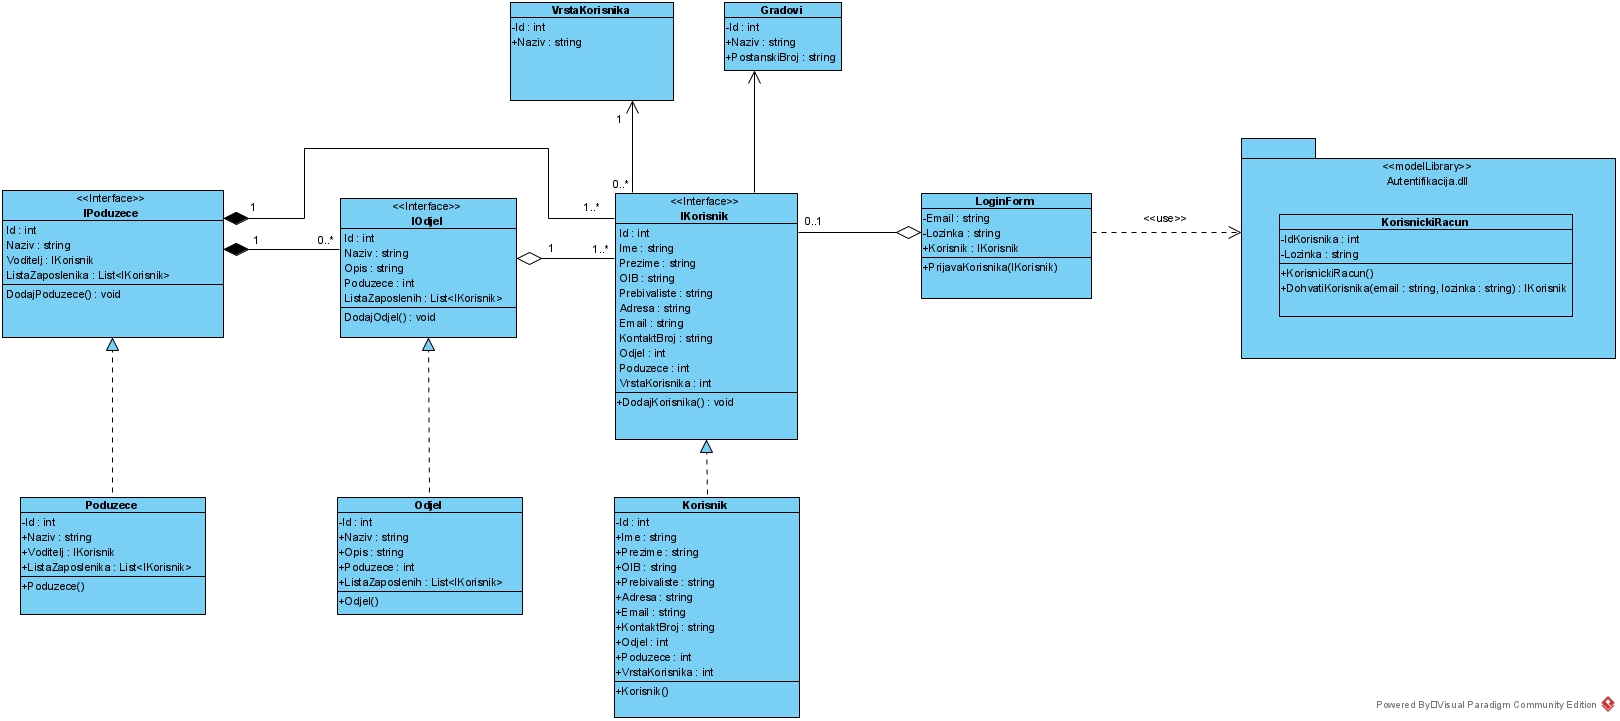 VrstaKorisnika
-Id : int
+Naziv : string
Gradovi
-Id : int
+Naziv : string
+PostanskiBroj : string
1
0..*
<<Interface>>
IPoduzece
Id : int
Naziv : string
Voditelj : IKorisnik
ListaZaposlenika : List<IKorisnik>
DodajPoduzece() : void
1
1..*
1
0..*
<<Interface>>
IOdjel
Id : int
Naziv : string
Opis : string
Poduzece : int
ListaZaposlenih : List<IKorisnik>
DodajOdjel() : void
1
1..*
<<Interface>>
IKorisnik
Id : int
Ime : string
Prezime : string
OIB : string
Prebivaliste : string
Adresa : string
Email : string
KontaktBroj : string
Odjel : int
Poduzece : int
VrstaKorisnika : int
+DodajKorisnika() : void
0..1
LoginForm
-Email : string
-Lozinka : string
+Korisnik : IKorisnik
+PrijavaKorisnika(IKorisnik)
<<use>>
<<modelLibrary>>
Autentifikacija.dll
KorisnickiRacun
-IdKorisnika : int
-Lozinka : string
+KorisnickiRacun()
+DohvatiKorisnika(email : string, lozinka : string) : IKorisnik
Poduzece
-Id : int
+Naziv : string
+Voditelj : IKorisnik
+ListaZaposlenika : List<IKorisnik>
+Poduzece()
Odjel
-Id : int
+Naziv : string
+Opis : string
+Poduzece : int
+ListaZaposlenih : List<IKorisnik>
+Odjel()
Korisnik
-Id : int
+Ime : string
+Prezime : string
+OIB : string
+Prebivaliste : string
+Adresa : string
+Email : string
+KontaktBroj : string
+Odjel : int
+Poduzece : int
+VrstaKorisnika : int
+Korisnik()
Powered By□Visual Paradigm Community Edition